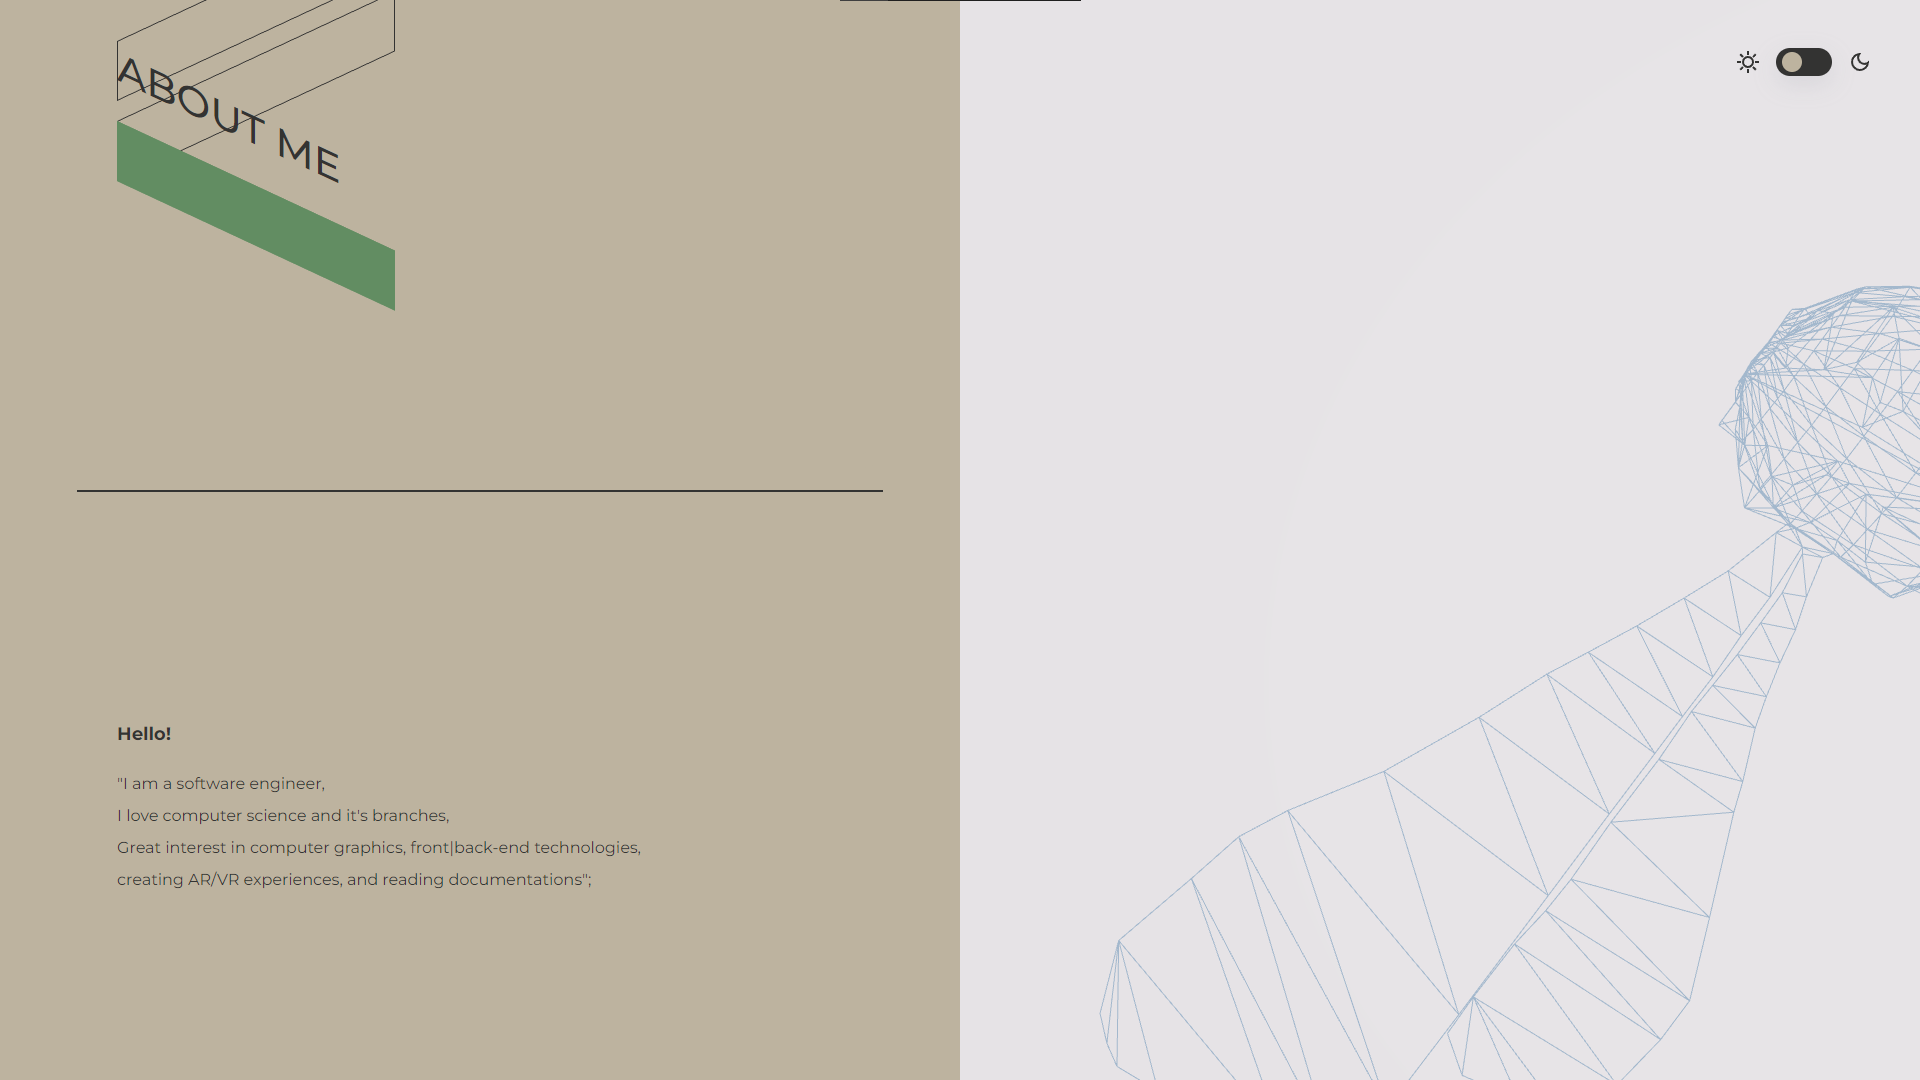 ABOUT ME
Hello!
"I am a software engineer,
I love computer science and it's branches,
Great interest in computer graphics, front|back-end technologies,
creating AR/VR experiences, and reading documentations";